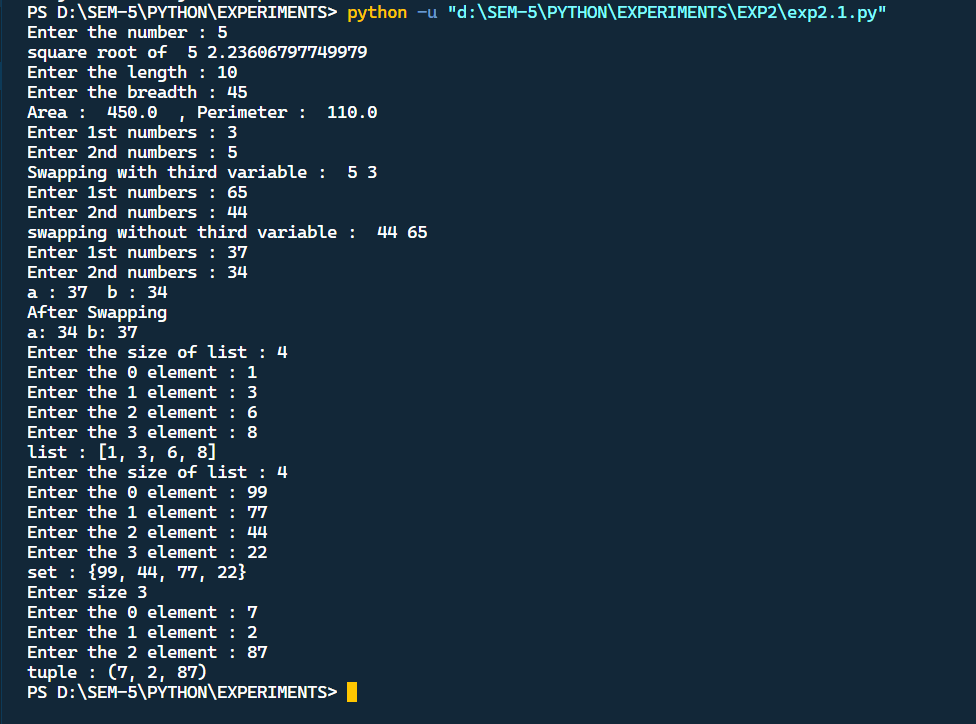 PS D:\SEM-5\PYTHON\EXPERIMENTS> python -u "d:\SEM-5\PYTHON\EXPERIMENTS\EXP2\exp2.1.py"
Enter the number : 5
square root of  5 2.23606797749979
Enter the length : 10
Enter the breadth : 45
Area :  450.0  , Perimeter :  110.0
Enter 1st numbers : 3
Enter 2nd numbers : 5
Swapping with third variable :  5 3
Enter 1st numbers : 65
Enter 2nd numbers : 44
swapping without third variable :  44 65
Enter 1st numbers : 37
Enter 2nd numbers : 34
a : 37  b : 34
After Swapping
a: 34 b: 37
Enter the size of list : 4
Enter the 0 element : 1
Enter the 1 element : 3
Enter the 2 element : 6
Enter the 3 element : 8
list : [1, 3, 6, 8]
Enter the size of list : 4
Enter the 0 element : 99
Enter the 1 element : 77
Enter the 2 element : 44
Enter the 3 element : 22
set : {99, 44, 77, 22}
Enter size 3
Enter the 0 element : 7
Enter the 1 element : 2
Enter the 2 element : 87
tuple : (7, 2, 87)
PS D:\SEM-5\PYTHON\EXPERIMENTS>